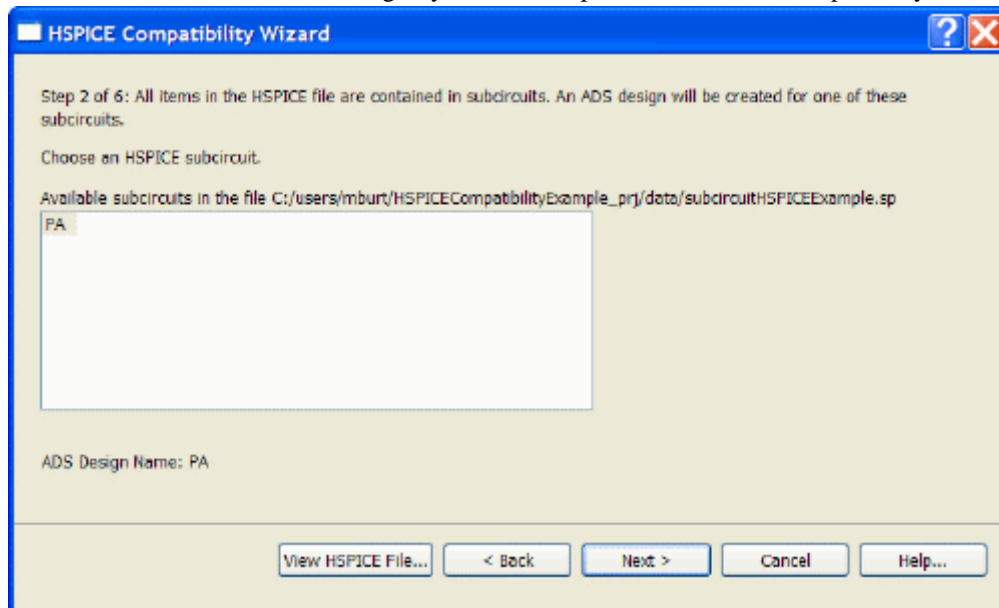 HSPICE Compatibility Wizard
Step 2 of 6: All items in the HSPICE file are contained in subcircuits. An ADS design will be created for one of these
subcircuits.
Choose an HSPICE subcircuit.
Available subcircuits in the file C:/users/mburt/HSPICECompatibilityExample_prj/data/subcircuitHSPICEExample.sp
PA
ADS Design Name: PA
View HSPICE File... < Back Next > Cancel Help...